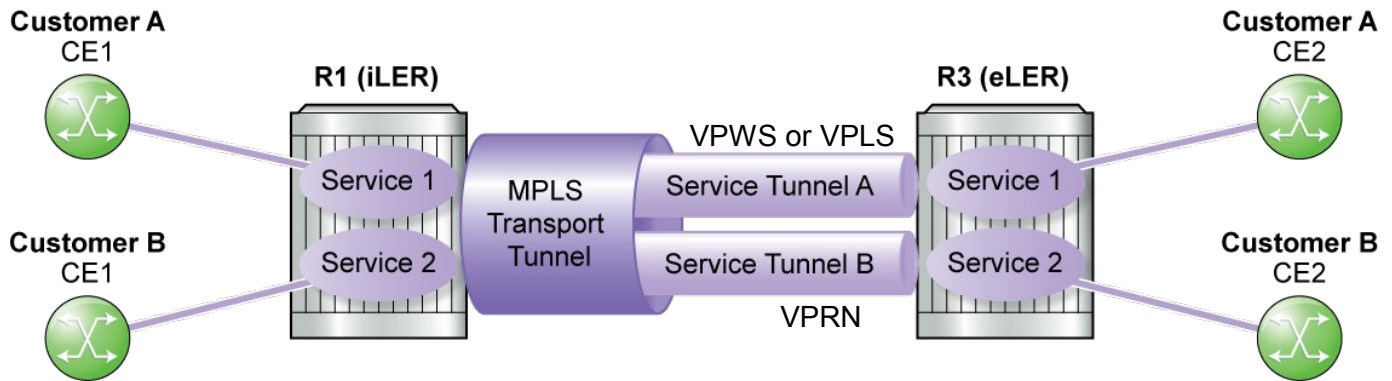 Customer A
CE1
Customer A
CE2
R1 (iLER)
R3 (eLER)
VPWS or VPLS
Service 1
MPLS
Transport
Tunnel
Service Tunnel A
Service 1
Customer B
CE1
Service 2
Service Tunnel B
Service 2
Customer B
CE2
VPRN